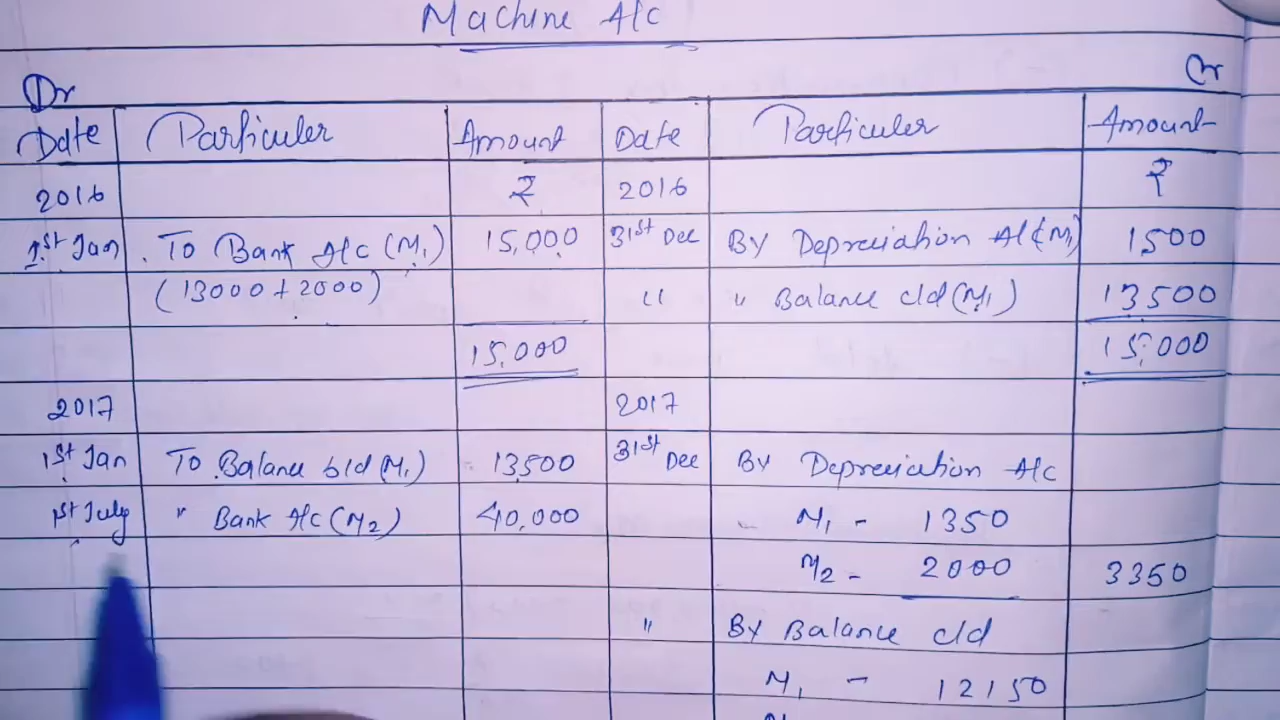 Machine A/c
Dr Cr
Date Particuler Amount Date Particuler Amount
2016 ₹ 2016 ₹
1st Jan To Bank A/c (M1) 15,000 31st Dec By Depreciation A/c(M1) 1500
(13000 + 2000) " " Balance c/d (M1) 13500
15,000 15,000
2017 2017
1st Jan To Balance b/d (M1) 13500 31st Dec By Depreciation A/c
1st July " Bank A/c (M2) 40,000 M1 - 1350
M2 - 2000 3350
" By Balance c/d
M1 - 12150